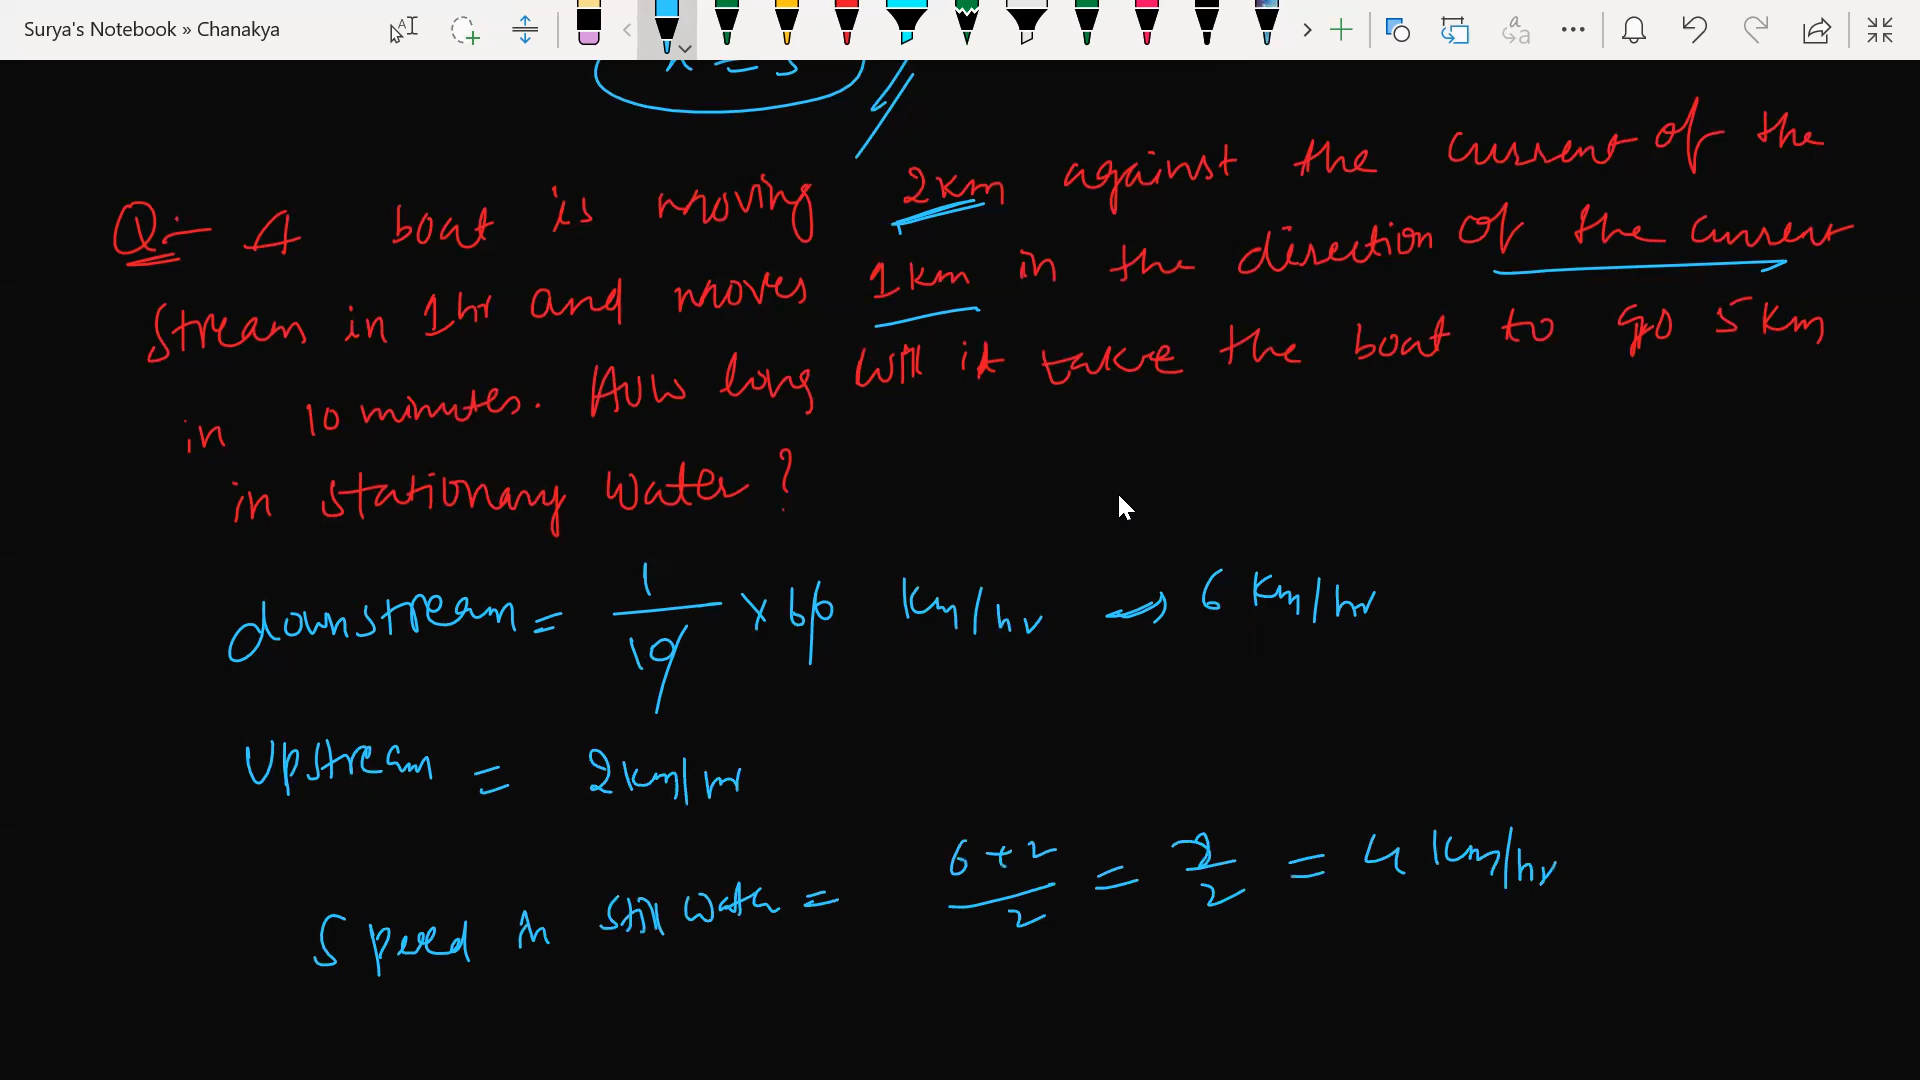 Surya's Notebook » Chanakya
Q:- A boat is moving 2km against the current of the
stream in 1hr and moves 1km in the direction of the current
in 10 minutes. How long will it take the boat to go 5km
in stationary water?
downstream = 1/10 × 60 km/hr → 6 km/hr
Upstream = 2km/hr
Speed in still water = 6+2/2 = 8/2 = 4 km/hr